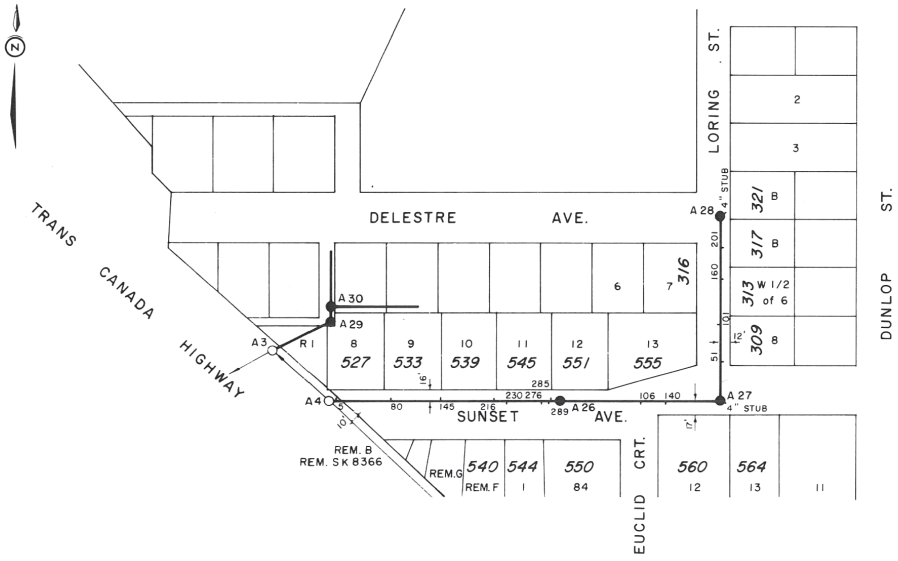 N
LORING ST.
2
3
4" STUB
A 28
321 B
DELESTRE AVE.
ST.
TRANS
201
317 B
316
6
7
160
313 W 1/2
of 6
CANADA
DUNLOP
A 30
101
A 29
12'
309 8
HIGHWAY
A3
R 1
8
9
10
11
12
13
527
533
539
545
551
555
51
16'
285
A4
5
80
145
230 276
216
289
A 26
106 140
A 27
4" STUB
10'
SUNSET AVE.
17'
REM. B
REM. SK 8366
REM.G
540
544
550
560
564
REM. F
1
84
12
13
11
EUCLID CRT.